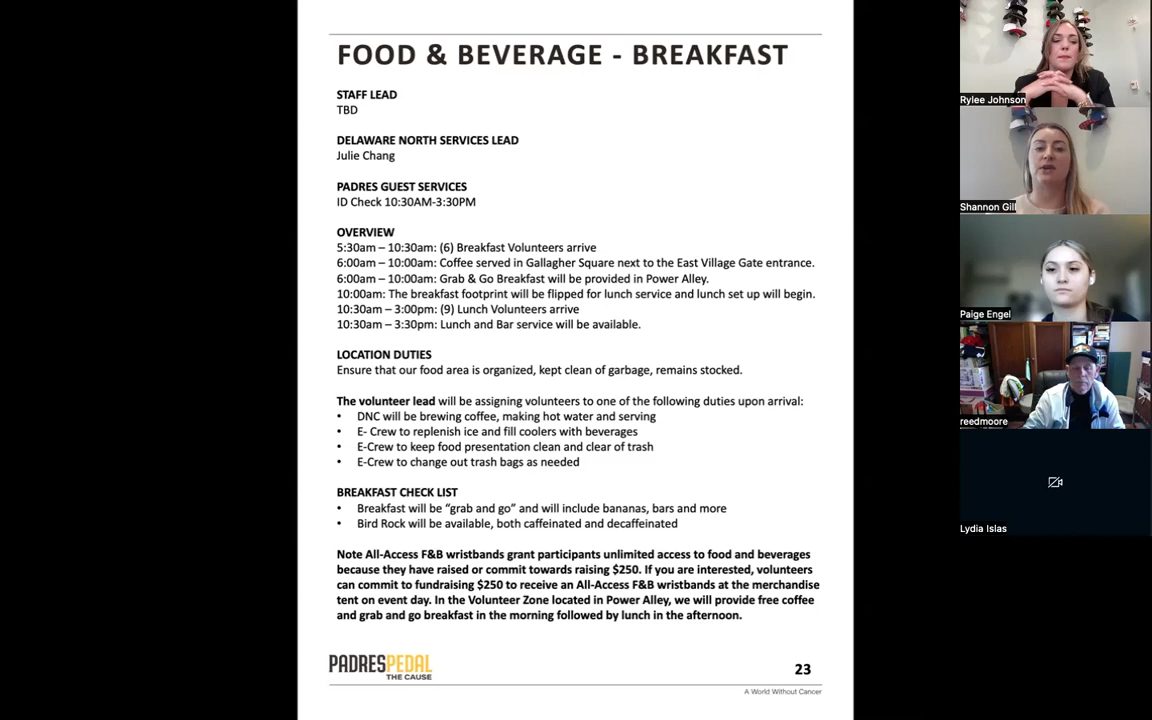 FOOD & BEVERAGE - BREAKFAST
STAFF LEAD
TBD
DELAWARE NORTH SERVICES LEAD
Julie Chang
PADRES GUEST SERVICES
ID Check 10:30AM-3:30PM
OVERVIEW
5:30am – 10:30am: (6) Breakfast Volunteers arrive
6:00am – 10:00am: Coffee served in Gallagher Square next to the East Village Gate entrance.
6:00am – 10:00am: Grab & Go Breakfast will be provided in Power Alley.
10:00am: The breakfast footprint will be flipped for lunch service and lunch set up will begin.
10:30am – 3:00pm: (9) Lunch Volunteers arrive
10:30am – 3:30pm: Lunch and Bar service will be available.
LOCATION DUTIES
Ensure that our food area is organized, kept clean of garbage, remains stocked.
The volunteer lead will be assigning volunteers to one of the following duties upon arrival:
• DNC will be brewing coffee, making hot water and serving
• E- Crew to replenish ice and fill coolers with beverages
• E-Crew to keep food presentation clean and clear of trash
• E-Crew to change out trash bags as needed
BREAKFAST CHECK LIST
• Breakfast will be “grab and go” and will include bananas, bars and more
• Bird Rock will be available, both caffeinated and decaffeinated
Note All-Access F&B wristbands grant participants unlimited access to food and beverages
because they have raised or commit towards raising $250. If you are interested, volunteers
can commit to fundraising $250 to receive an All-Access F&B wristbands at the merchandise
tent on event day. In the Volunteer Zone located in Power Alley, we will provide free coffee
and grab and go breakfast in the morning followed by lunch in the afternoon.
PADRESPEDAL
THE CAUSE
23
A World Without Cancer
Rylee Johnson
Shannon Gill
Paige Engel
reedmoore
Lydia Islas